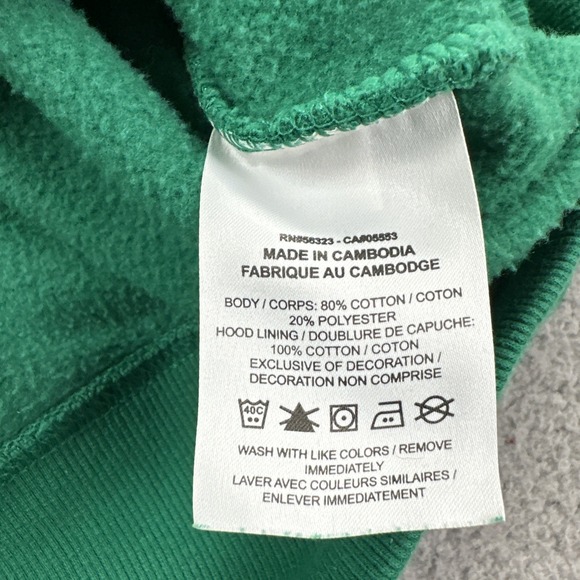 RN#56323 - CA#05553
MADE IN CAMBODIA
FABRIQUE AU CAMBODGE
BODY / CORPS: 80% COTTON / COTON
20% POLYESTER
HOOD LINING / DOUBLURE DE CAPUCHE:
100% COTTON / COTON
EXCLUSIVE OF DECORATION /
DECORATION NON COMPRISE
40C
WASH WITH LIKE COLORS / REMOVE
IMMEDIATELY
LAVER AVEC COULEURS SIMILAIRES /
ENLEVER IMMEDIATEMENT